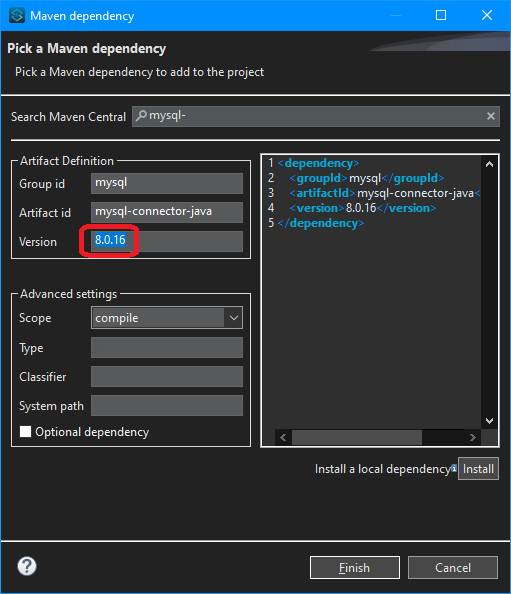 Maven dependency
Pick a Maven dependency
Pick a Maven dependency to add to the project
Search Maven Central mysql-
Artifact Definition
Group id mysql
Artifact id mysql-connector-java
Version 8.0.16
Advanced settings
Scope compile
Type
Classifier
System path
Optional dependency
1 <dependency>
2 <groupId>mysql</groupId>
3 <artifactId>mysql-connector-java<
4 <version>8.0.16</version>
5 </dependency>
Install a local dependency Install
Finish Cancel